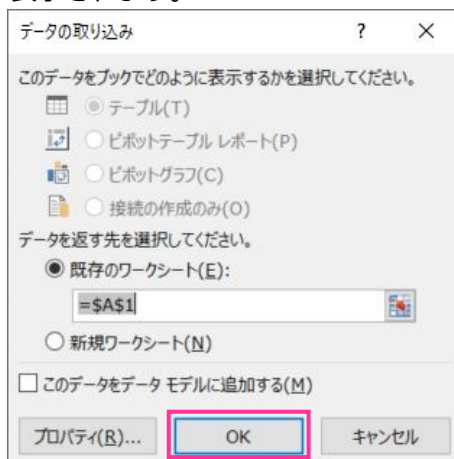 データの取り込み ? ×
このデータをブックでどのように表示するかを選択してください。
テーブル(T)
ピボットテーブル レポート(P)
ピボットグラフ(C)
接続の作成のみ(O)
データを返す先を選択してください。
既存のワークシート(E):
=$A$1
新規ワークシート(N)
このデータをデータ モデルに追加する(M)
プロパティ(R)... OK キャンセル